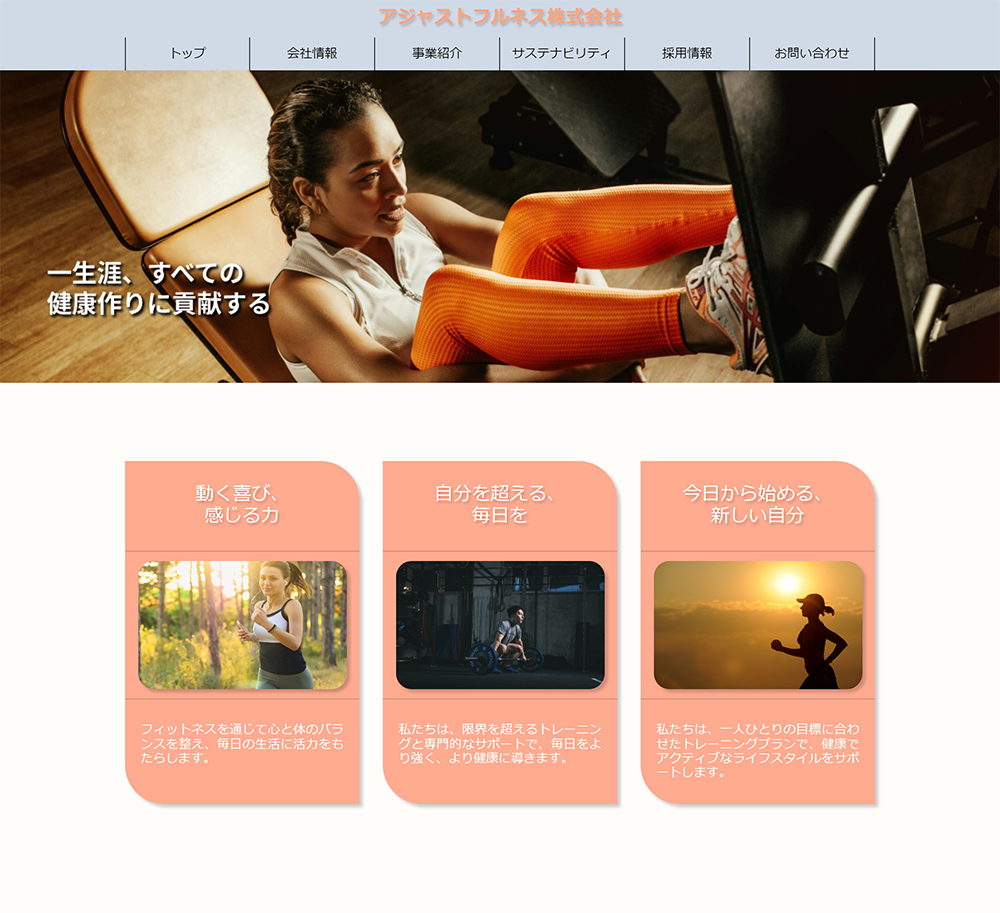 アジャストフルネス株式会社
トップ 会社情報 事業紹介 サステナビリティ 採用情報 お問い合わせ
一生涯、すべての
健康作りに貢献する
動く喜び、
感じる力
フィットネスを通じて心と体のバラ
ンスを整え、毎日の生活に活力をも
たらします。
自分を超える、
毎日を
私たちは、限界を超えるトレーニン
グと専門的なサポートで、毎日をよ
り強く、より健康に導きます。
今日から始める、
新しい自分
私たちは、一人ひとりの目標に合わ
せたトレーニングプランで、健康で
アクティブなライフスタイルをサポ
ートします。